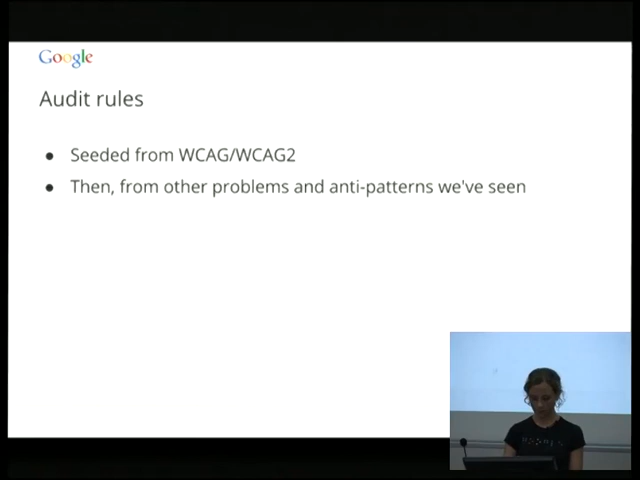 Google
Audit rules
Seeded from WCAG/WCAG2
Then, from other problems and anti-patterns we've seen